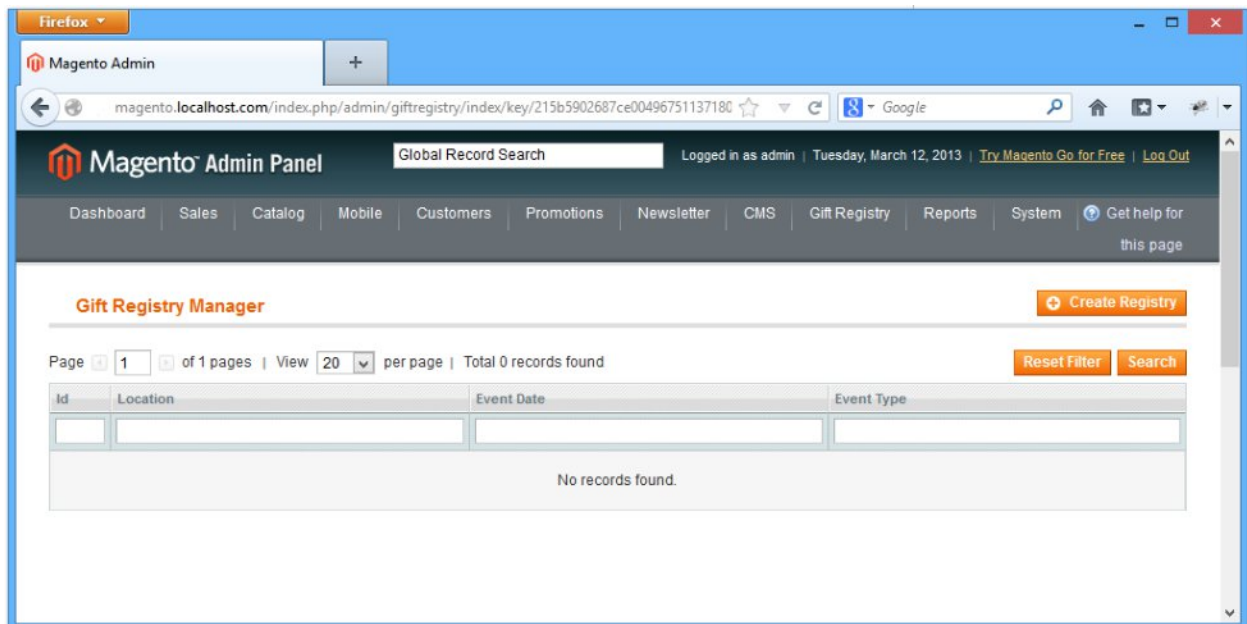 Firefox
Magento Admin
magento.localhost.com/index.php/admin/giftregistry/index/key/215b5902687ce00496751137180
Google
Magento Admin Panel
Global Record Search
Logged in as admin | Tuesday, March 12, 2013 | Try Magento Go for Free | Log Out
Dashboard Sales Catalog Mobile Customers Promotions Newsletter CMS Gift Registry Reports System Get help for
this page
Gift Registry Manager
Create Registry
Page 1 of 1 pages | View 20 per page | Total 0 records found
Reset Filter Search
Id Location Event Date Event Type
No records found.